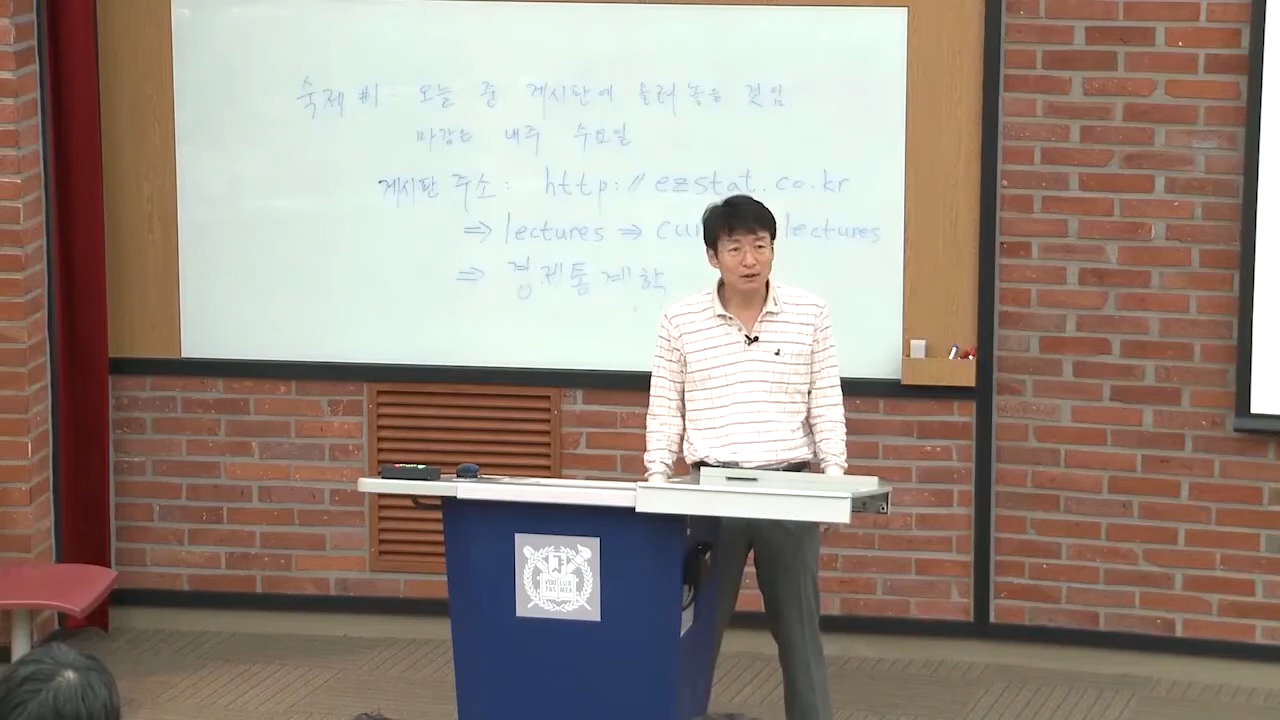 숙제 #1: 오늘 중 게시판에 올려 놓을 것임
마감은 내주 수요일
게시판 주소: http://ezstat.co.kr
⇒ lectures ⇒ cu lectures
⇒ 경제통계학
VERI LUX
TAS MEA